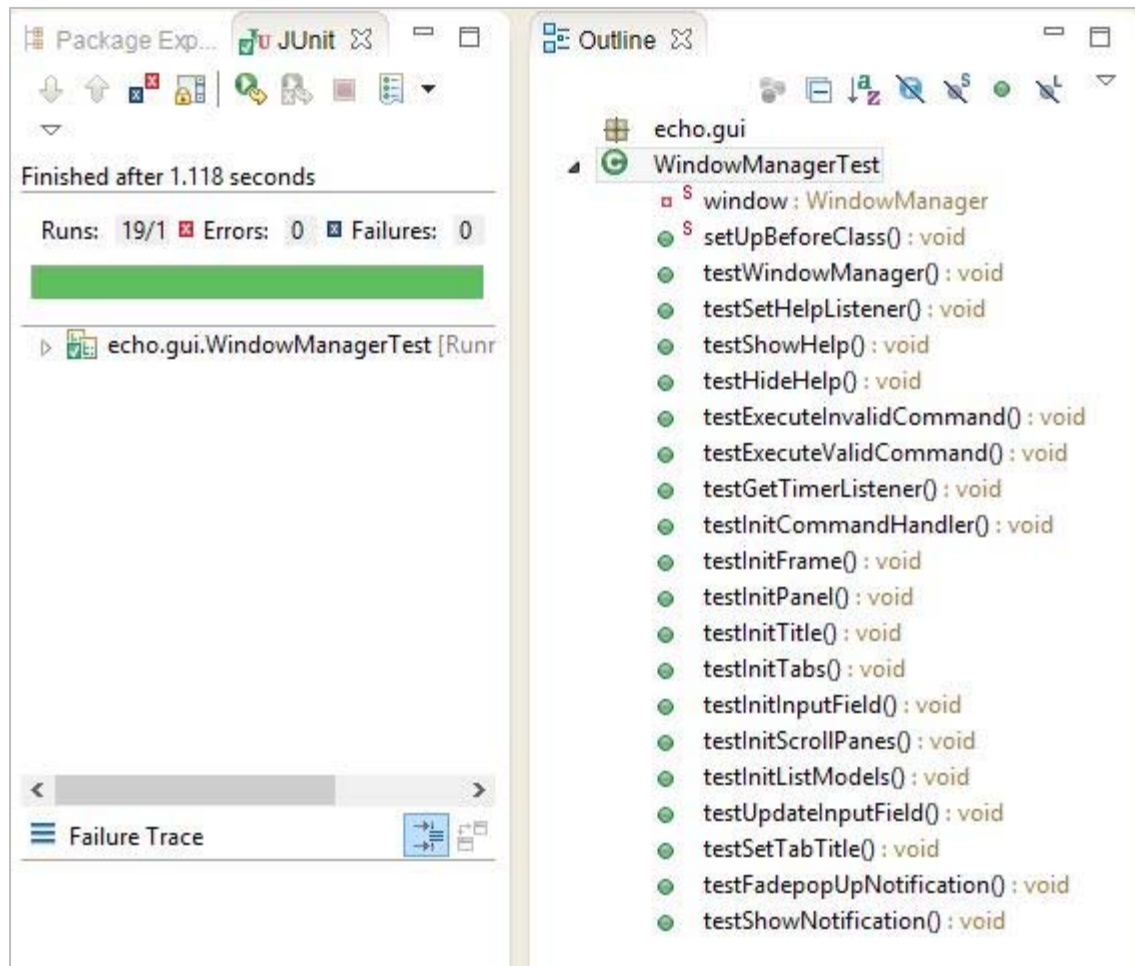 Package Exp...
JUnit
Finished after 1.118 seconds
Runs: 19/1 Errors: 0 Failures: 0
echo.gui.WindowManagerTest [Runr
Failure Trace
Outline
echo.gui
WindowManagerTest
S window : WindowManager
S setUpBeforeClass() : void
testWindowManager() : void
testSetHelpListener() : void
testShowHelp() : void
testHideHelp() : void
testExecuteInvalidCommand() : void
testExecuteValidCommand() : void
testGetTimerListener() : void
testInitCommandHandler() : void
testInitFrame() : void
testInitPanel() : void
testInitTitle() : void
testInitTabs() : void
testInitInputField() : void
testInitScrollPanes() : void
testInitListModels() : void
testUpdateInputField() : void
testSetTabTitle() : void
testFadepopUpNotification() : void
testShowNotification() : void